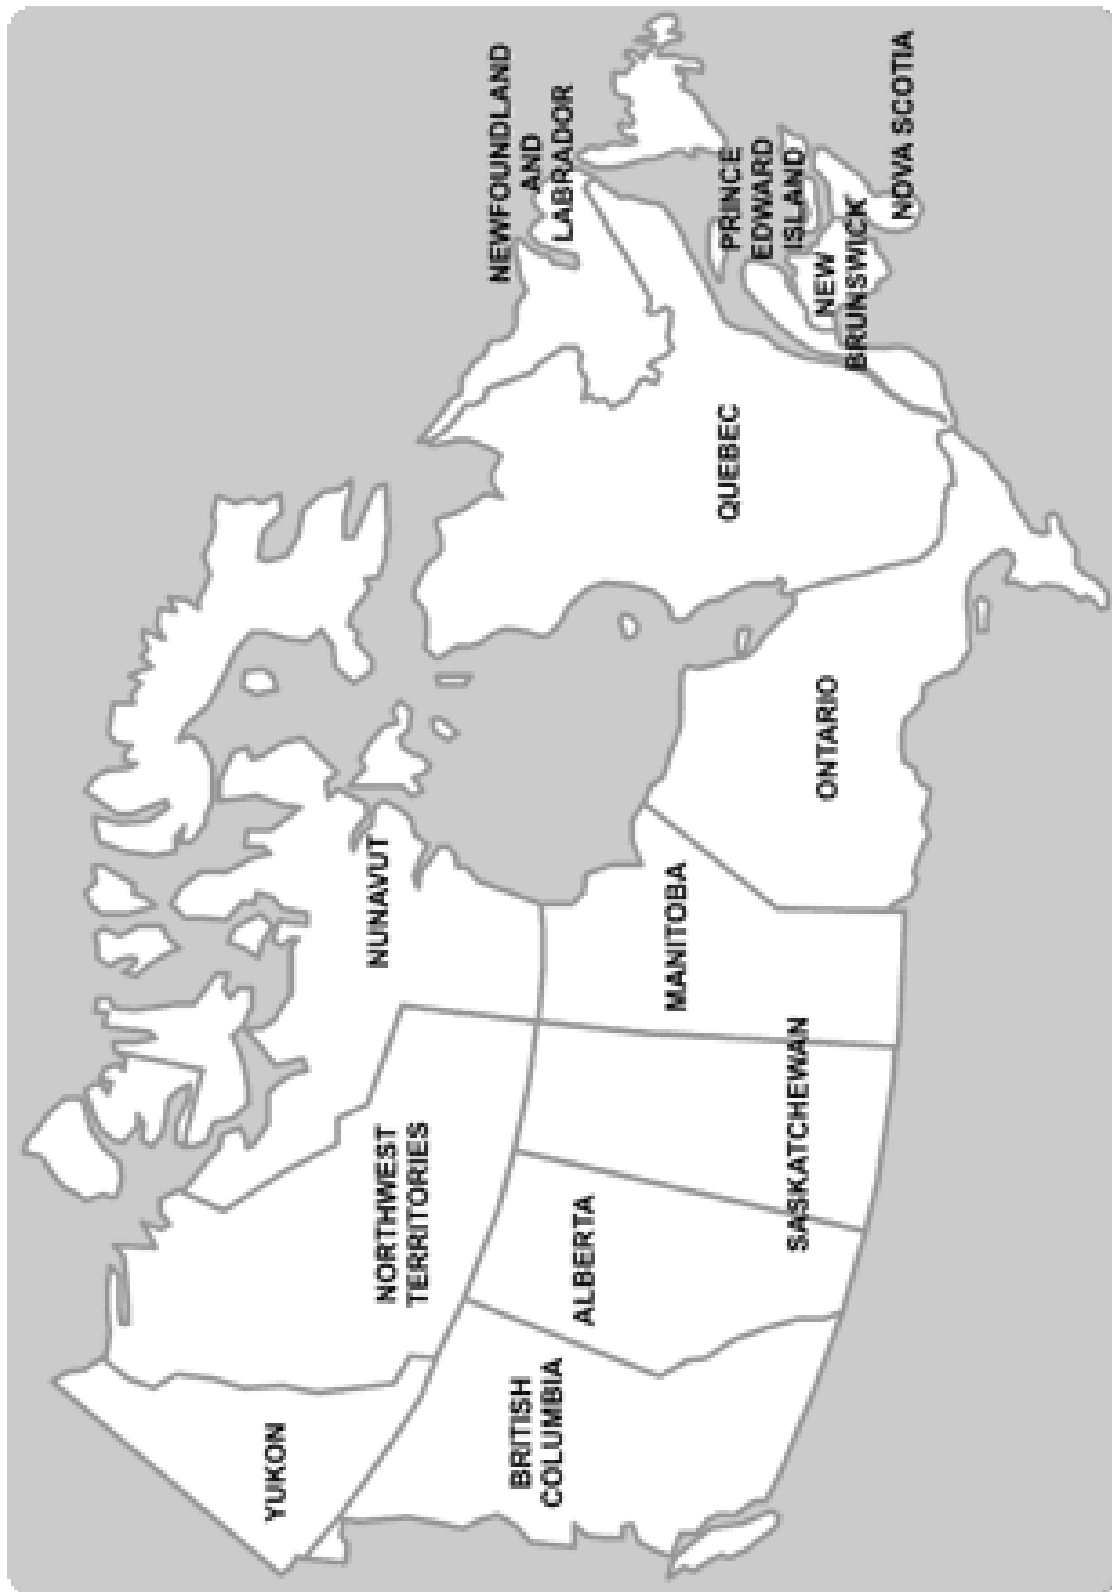 YUKON
NORTHWEST
TERRITORIES
NUNAVUT
BRITISH
COLUMBIA
ALBERTA
SASKATCHEWAN
MANITOBA
ONTARIO
QUEBEC
NEWFOUNDLAND
AND
LABRADOR
PRINCE
EDWARD
ISLAND
NEW
BRUNSWICK
NOVA SCOTIA